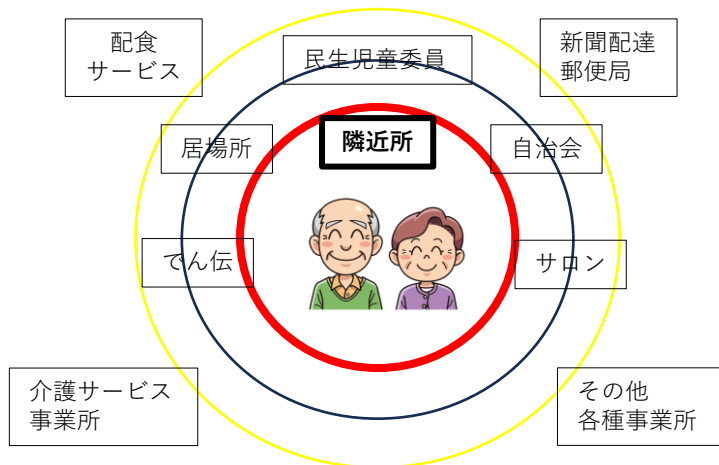 配食
サービス
民生児童委員
新聞配達
郵便局
居場所
隣近所
自治会
でん伝
サロン
介護サービス
事業所
その他
各種事業所